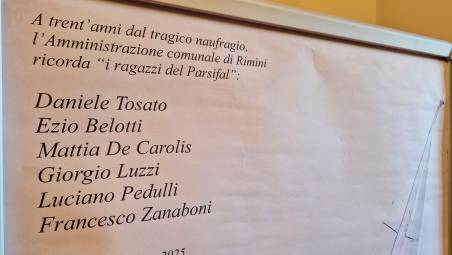 A trent'anni dal tragico naufragio,
l'Amministrazione comunale di Rimini
ricorda "i ragazzi del Parsifal":
Daniele Tosato
Ezio Belotti
Mattia De Carolis
Giorgio Luzzi
Luciano Pedulli
Francesco Zanaboni
2025